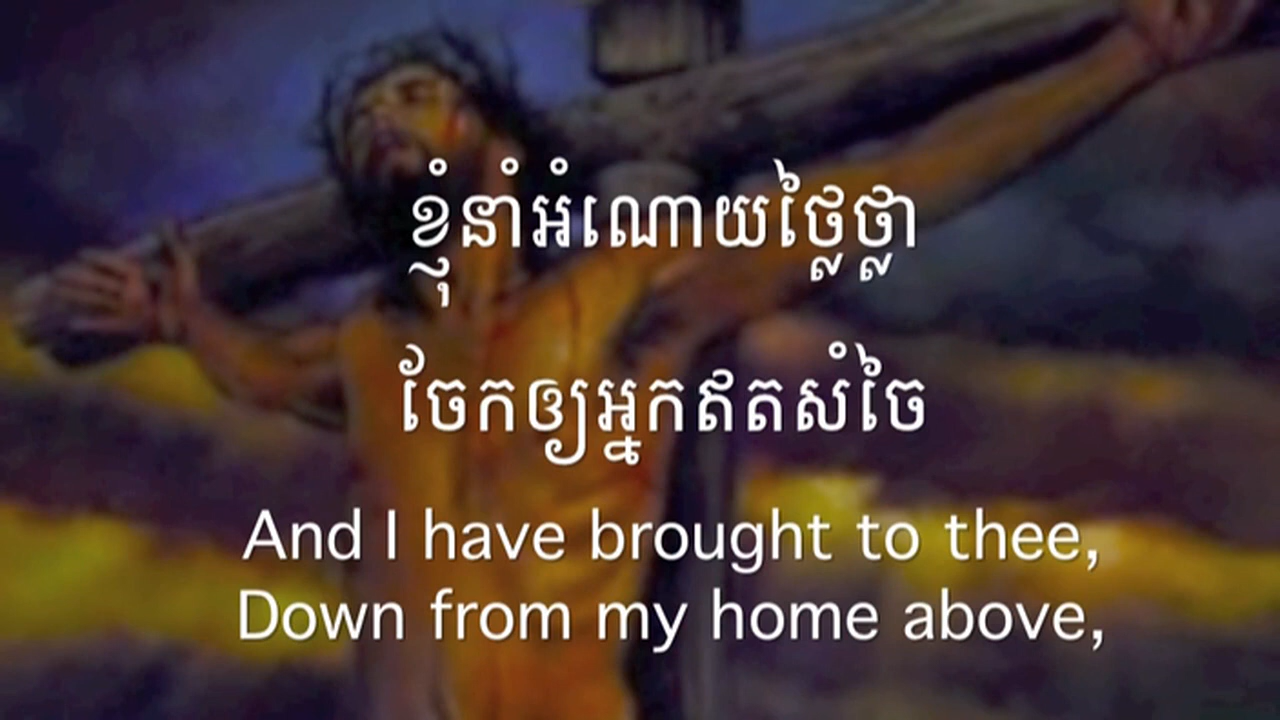 ខ្ញុំនាំអំណោយថ្លៃថ្លា
ចែកឲ្យអ្នកឥតសំចៃ
And I have brought to thee,
Down from my home above,